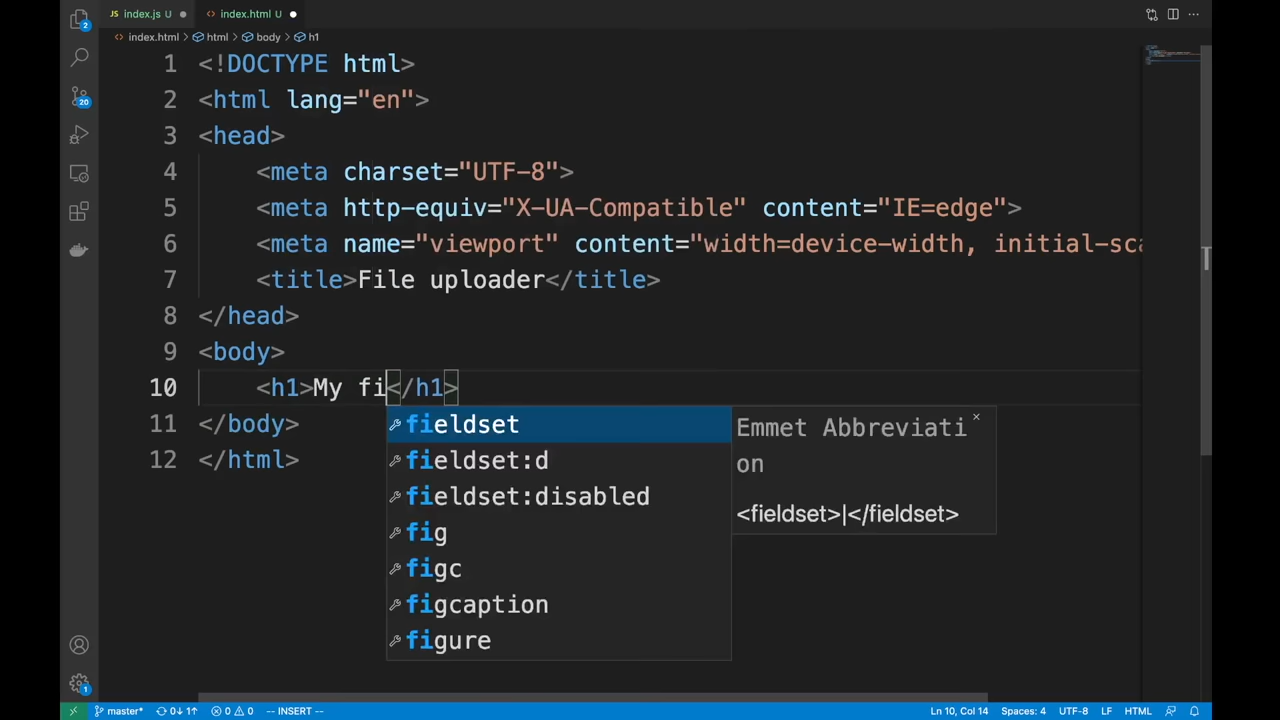 index.js U
index.html U
index.html > html > body > h1
2
20
1
1 <!DOCTYPE html>
2 <html lang="en">
3 <head>
4 <meta charset="UTF-8">
5 <meta http-equiv="X-UA-Compatible" content="IE=edge">
6 <meta name="viewport" content="width=device-width, initial-sca
7 <title>File uploader</title>
8 </head>
9 <body>
10 <h1>My fi</h1>
11 </body>
12 </html>
fieldset
fieldset:d
fieldset:disabled
fig
figc
figcaption
figure
Emmet Abbreviati
on
<fieldset>|</fieldset>
master* 0↓ 1↑ 0 0 -- INSERT -- Ln 10, Col 14 Spaces: 4 UTF-8 LF HTML